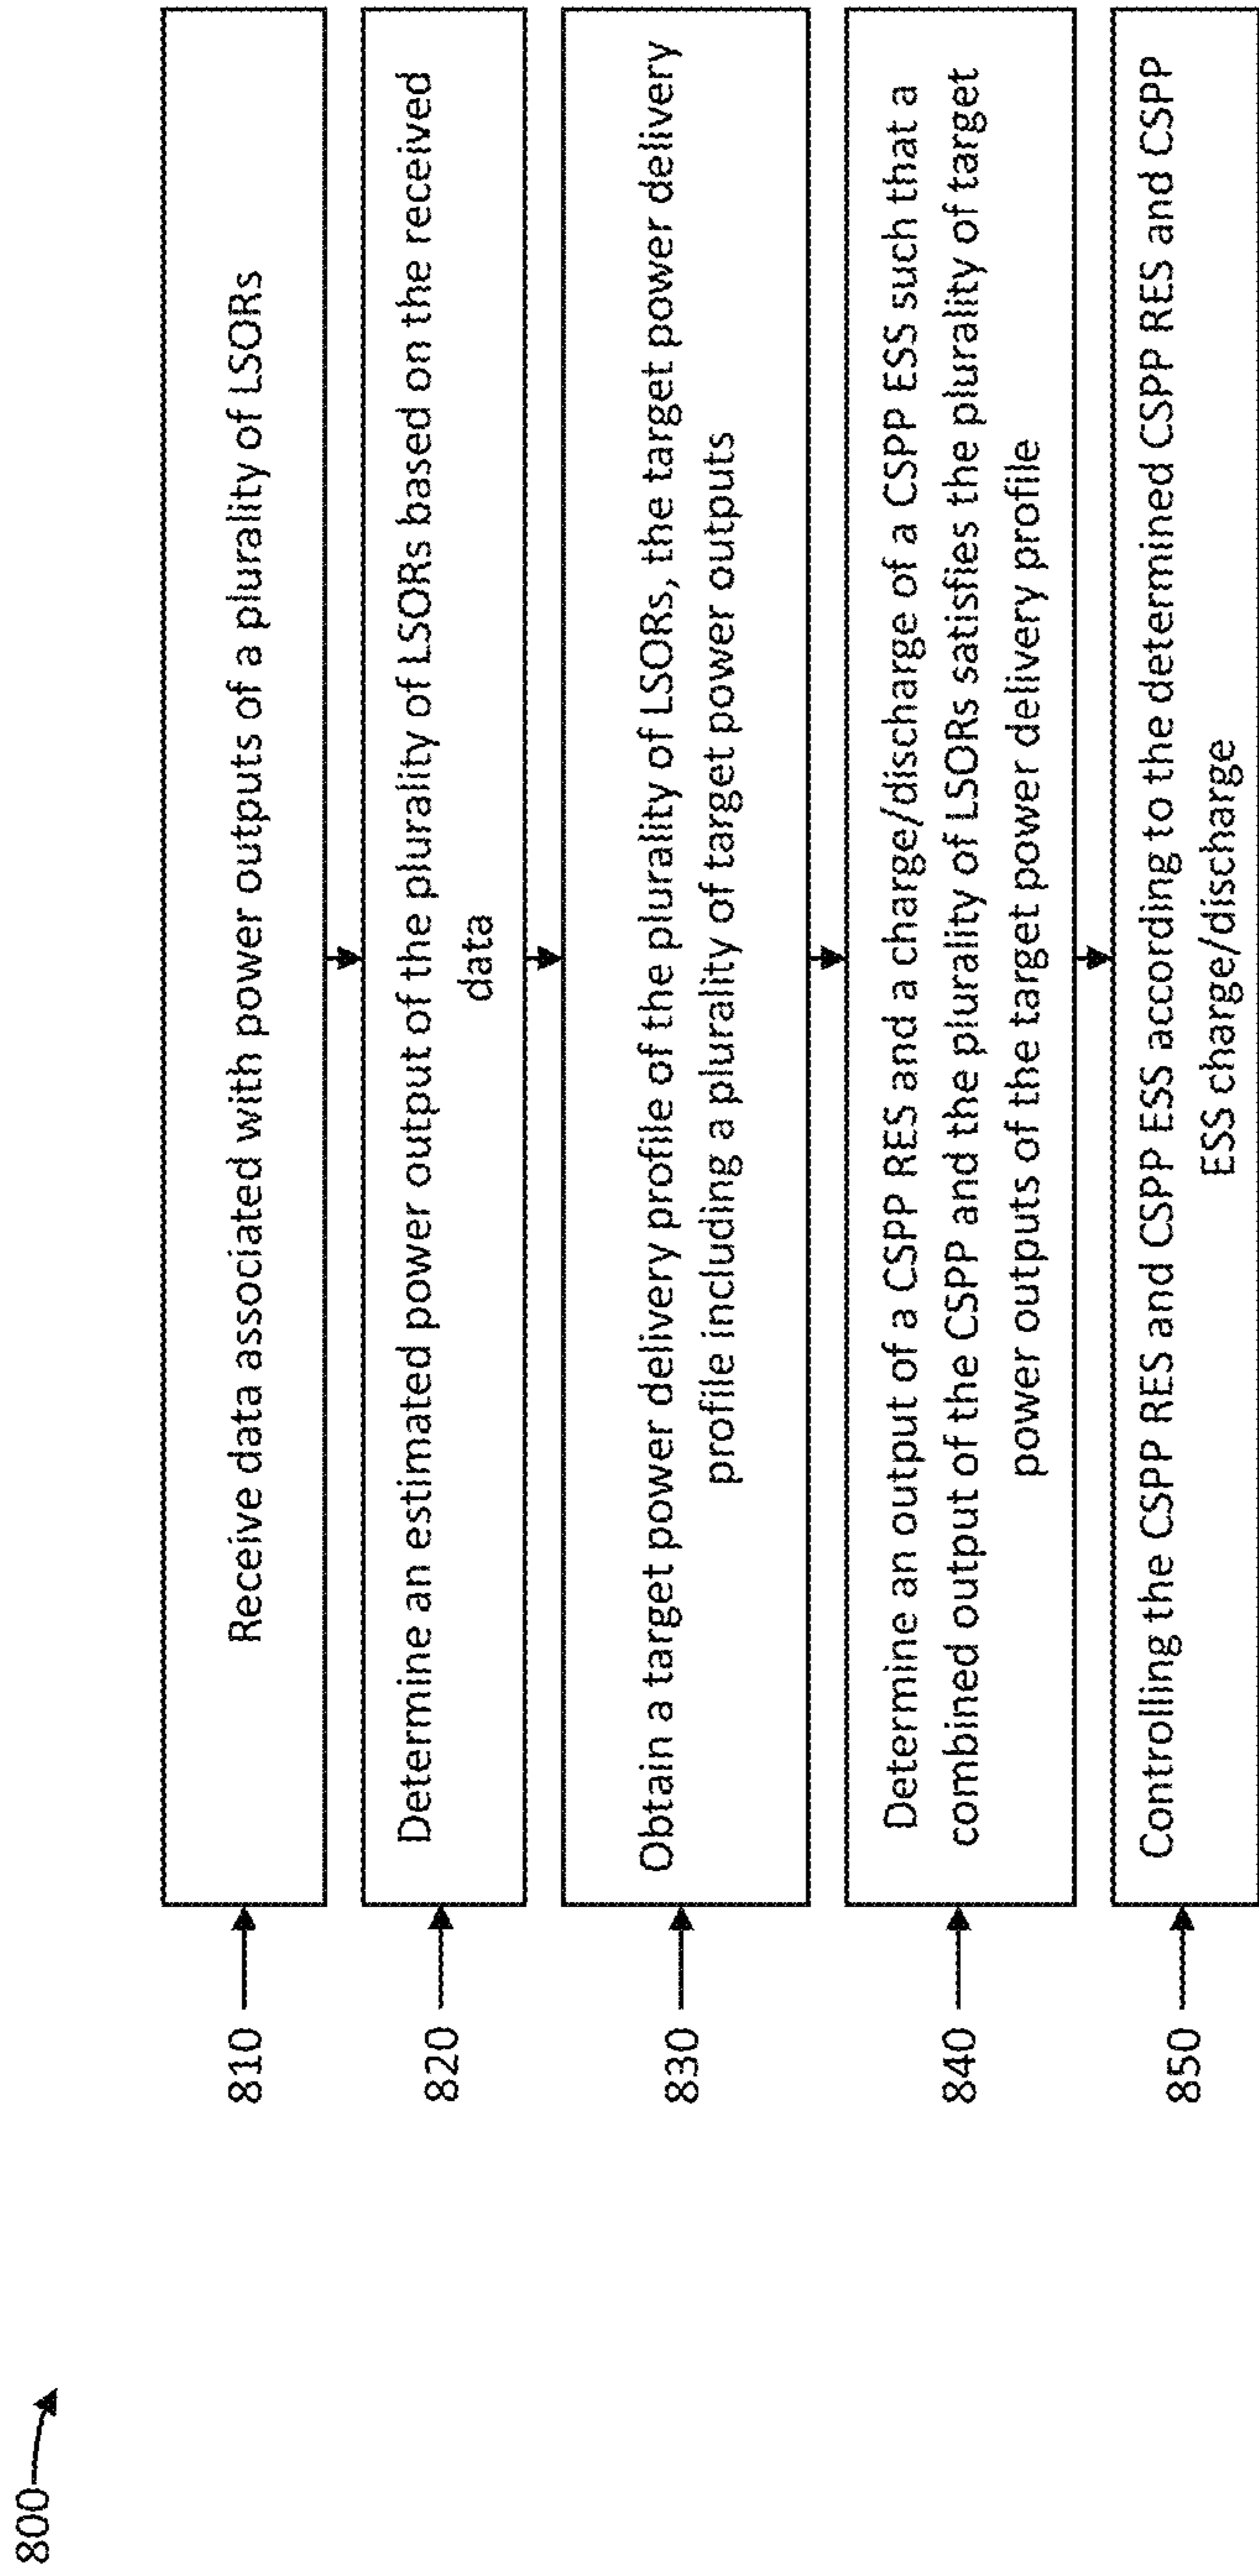 800
810
Receive data associated with power outputs of a plurality of LSORs
820
Determine an estimated power output of the plurality of LSORs based on the received
data
830
Obtain a target power delivery profile of the plurality of LSORs, the target power delivery
profile including a plurality of target power outputs
840
Determine an output of a CSPP RES and a charge/discharge of a CSPP ESS such that a
combined output of the CSPP and the plurality of LSORs satisfies the plurality of target
power outputs of the target power delivery profile
850
Controlling the CSPP RES and CSPP ESS according to the determined CSPP RES and CSPP
ESS charge/discharge